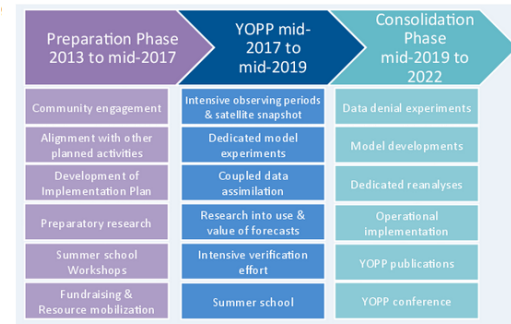 Preparation Phase
2013 to mid-2017
YOPP mid-
2017 to
mid-2019
Consolidation
Phase
mid-2019 to
2022
Community engagement
Alignment with other
planned activities
Development of
Implementation Plan
Preparatory research
Summer school
Workshops
Fundraising &
Resource mobilization
Intensive observing periods
& satellite snapshot
Dedicated model
experiments
Coupled data
assimilation
Research into use &
value of forecasts
Intensive verification
effort
Summer school
Data denial experiments
Model developments
Dedicated reanalyses
Operational
implementation
YOPP publications
YOPP conference